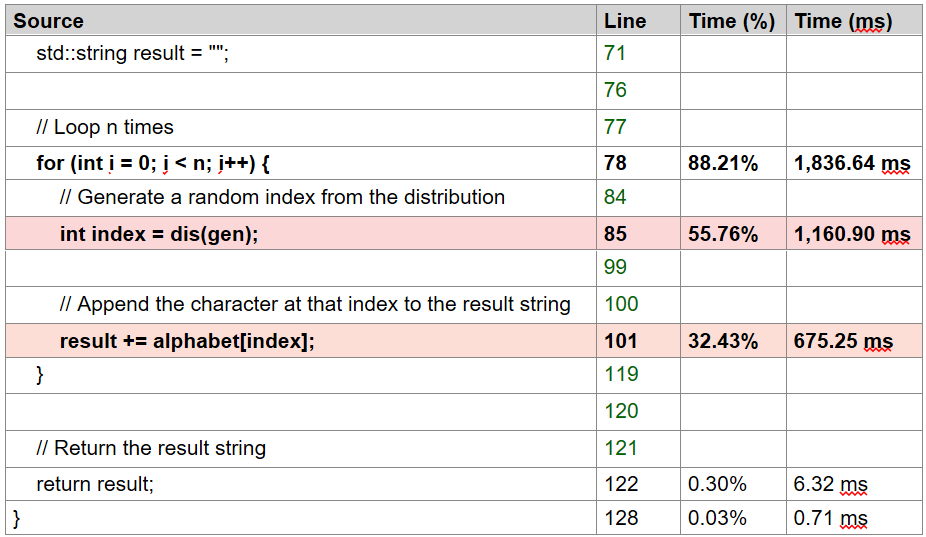 Source Line Time (%) Time (ms)
std::string result = ""; 71
76
// Loop n times 77
for (int i = 0; i < n; i++) { 78 88.21% 1,836.64 ms
// Generate a random index from the distribution 84
int index = dis(gen); 85 55.76% 1,160.90 ms
99
// Append the character at that index to the result string 100
result += alphabet[index]; 101 32.43% 675.25 ms
} 119
120
// Return the result string 121
return result; 122 0.30% 6.32 ms
} 128 0.03% 0.71 ms